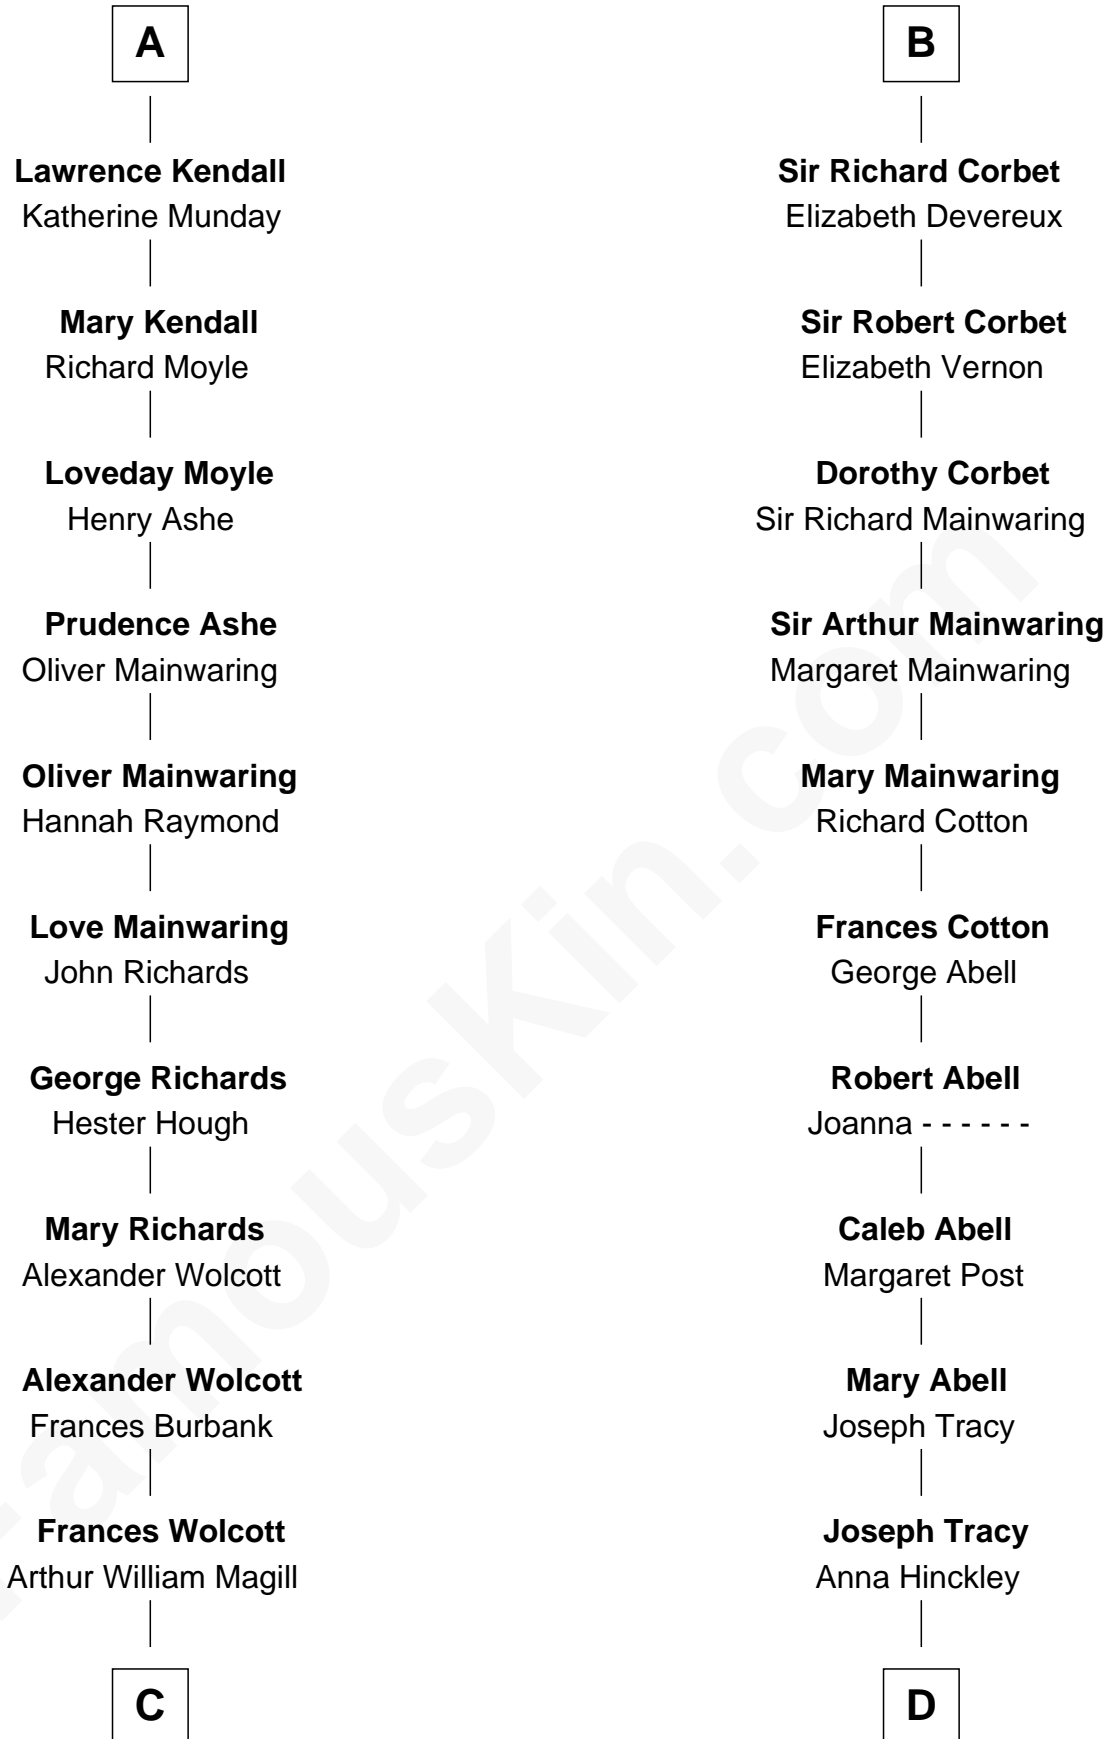 A
Lawrence Kendall
Katherine Munday
Mary Kendall
Richard Moyle
Loveday Moyle
Henry Ashe
Prudence Ashe
Oliver Mainwaring
Oliver Mainwaring
Hannah Raymond
Love Mainwaring
John Richards
George Richards
Hester Hough
Mary Richards
Alexander Wolcott
Alexander Wolcott
Frances Burbank
Frances Wolcott
Arthur William Magill
C
B
Sir Richard Corbet
Elizabeth Devereux
Sir Robert Corbet
Elizabeth Vernon
Dorothy Corbet
Sir Richard Mainwaring
Sir Arthur Mainwaring
Margaret Mainwaring
Mary Mainwaring
Richard Cotton
Frances Cotton
George Abell
Robert Abell
Joanna - - - - - -
Caleb Abell
Margaret Post
Mary Abell
Joseph Tracy
Joseph Tracy
Anna Hinckley
D
FamousKin.com